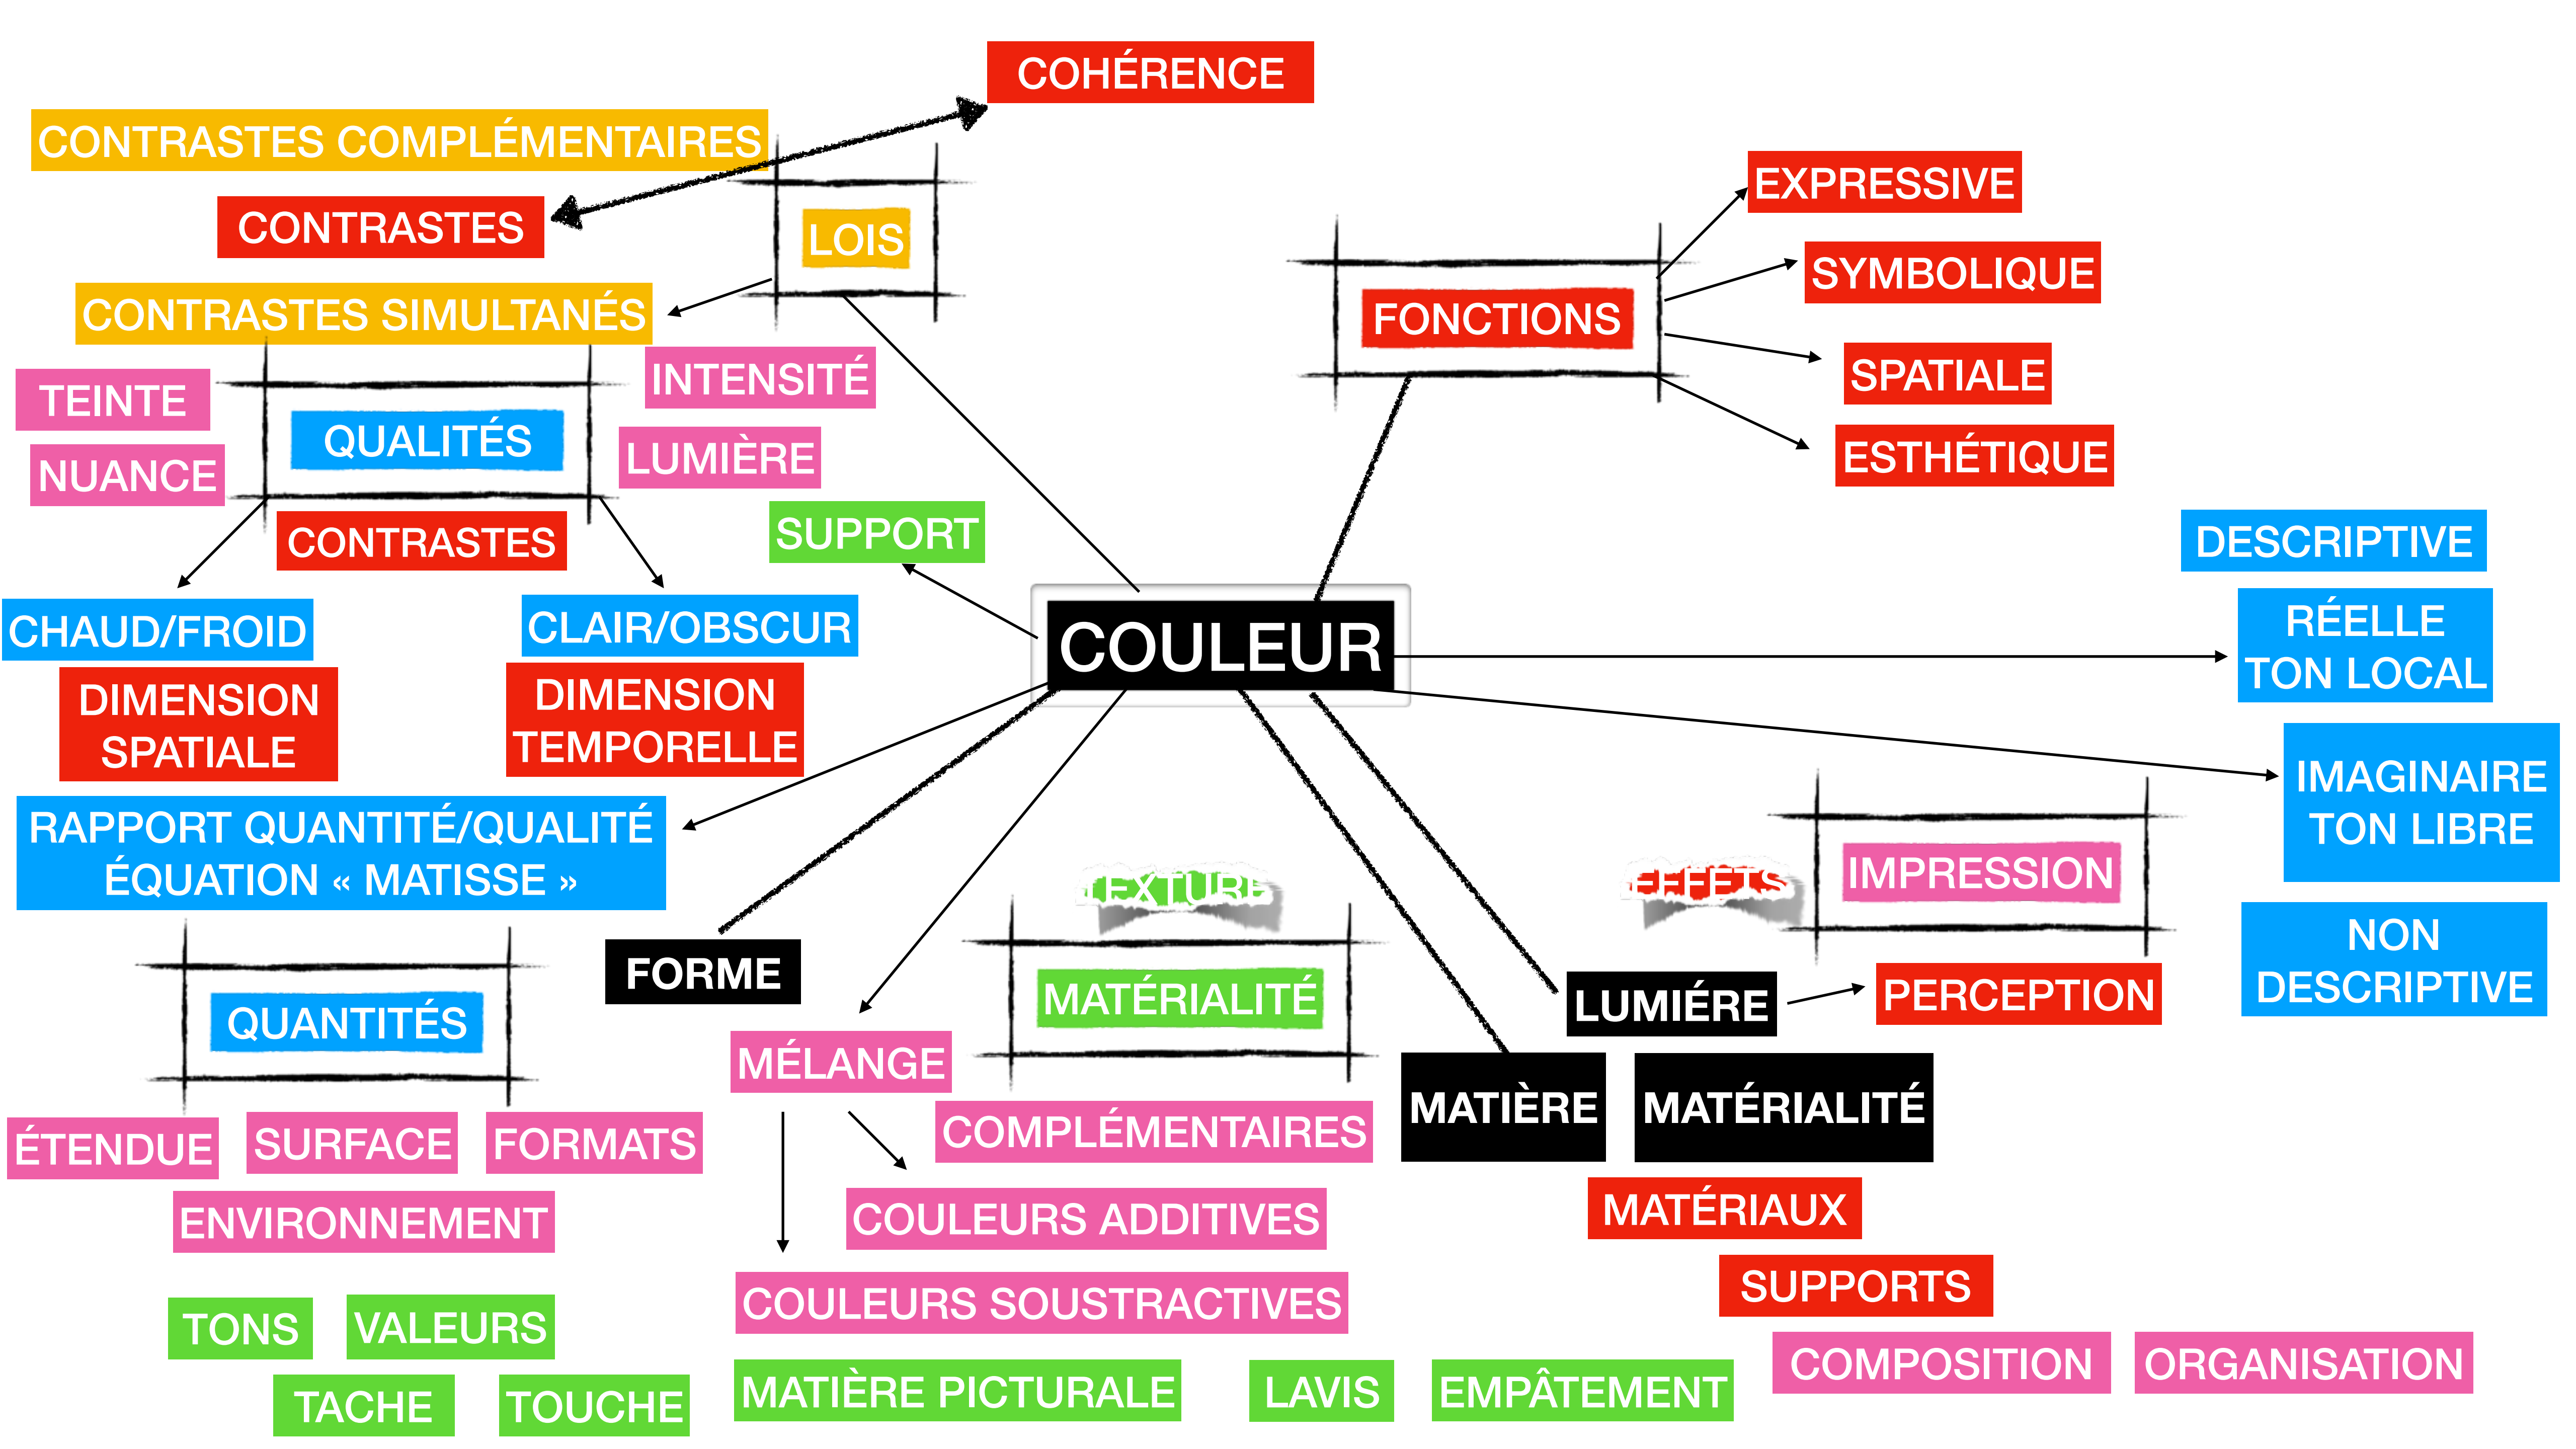 COHÉRENCE
CONTRASTES COMPLÉMENTAIRES
CONTRASTES
LOIS
CONTRASTES SIMULTANÉS
EXPRESSIVE
SYMBOLIQUE
FONCTIONS
SPATIALE
ESTHÉTIQUE
TEINTE
NUANCE
QUALITÉS
INTENSITÉ
LUMIÈRE
CONTRASTES
SUPPORT
CHAUD/FROID
DIMENSION
SPATIALE
CLAIR/OBSCUR
DIMENSION
TEMPORELLE
COULEUR
DESCRIPTIVE
RÉELLE
TON LOCAL
IMAGINAIRE
TON LIBRE
NON
DESCRIPTIVE
RAPPORT QUANTITÉ/QUALITÉ
ÉQUATION « MATISSE »
QUANTITÉS
FORME
TEXTURE
MATÉRIALITÉ
EFFETS
IMPRESSION
LUMIÉRE
PERCEPTION
MATIÈRE
MATÉRIALITÉ
MÉLANGE
COMPLÉMENTAIRES
COULEURS ADDITIVES
COULEURS SOUSTRACTIVES
ÉTENDUE
SURFACE
FORMATS
ENVIRONNEMENT
MATÉRIAUX
SUPPORTS
COMPOSITION
ORGANISATION
TONS
VALEURS
TACHE
TOUCHE
MATIÈRE PICTURALE
LAVIS
EMPÂTEMENT